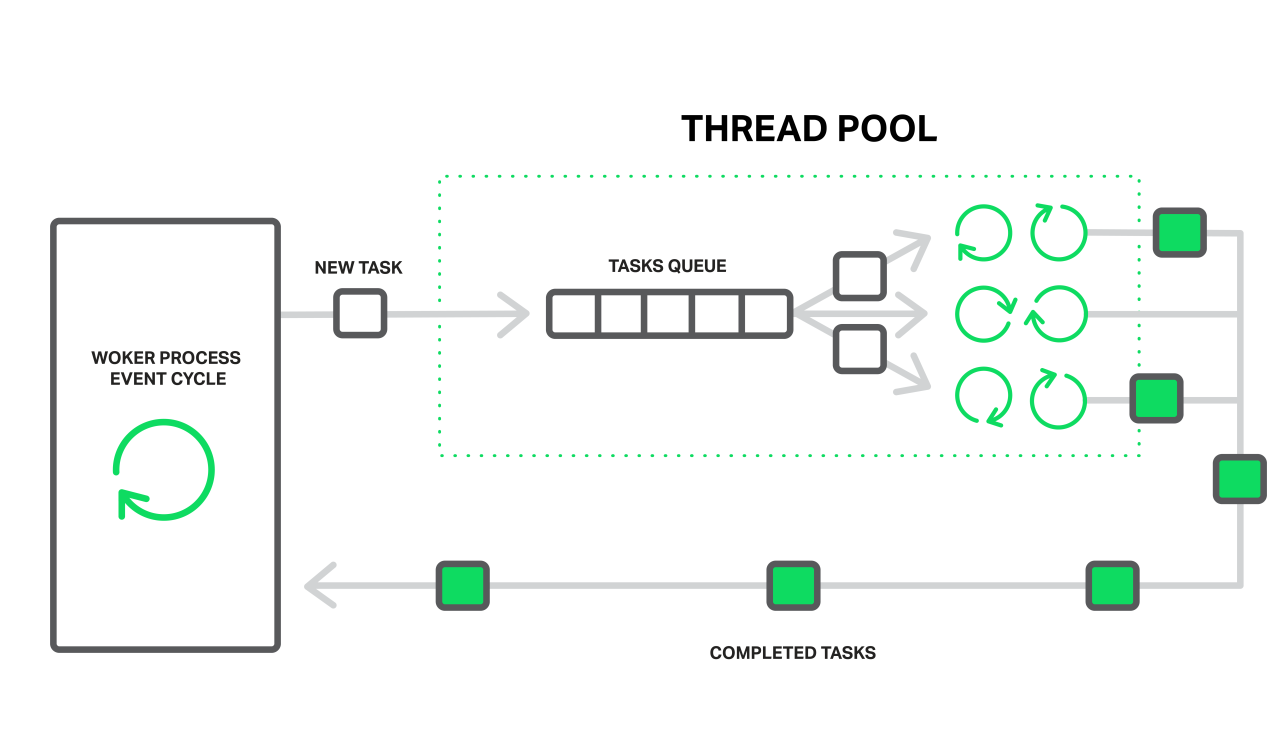 THREAD POOL
NEW TASK
TASKS QUEUE
WOKER PROCESS
EVENT CYCLE
COMPLETED TASKS